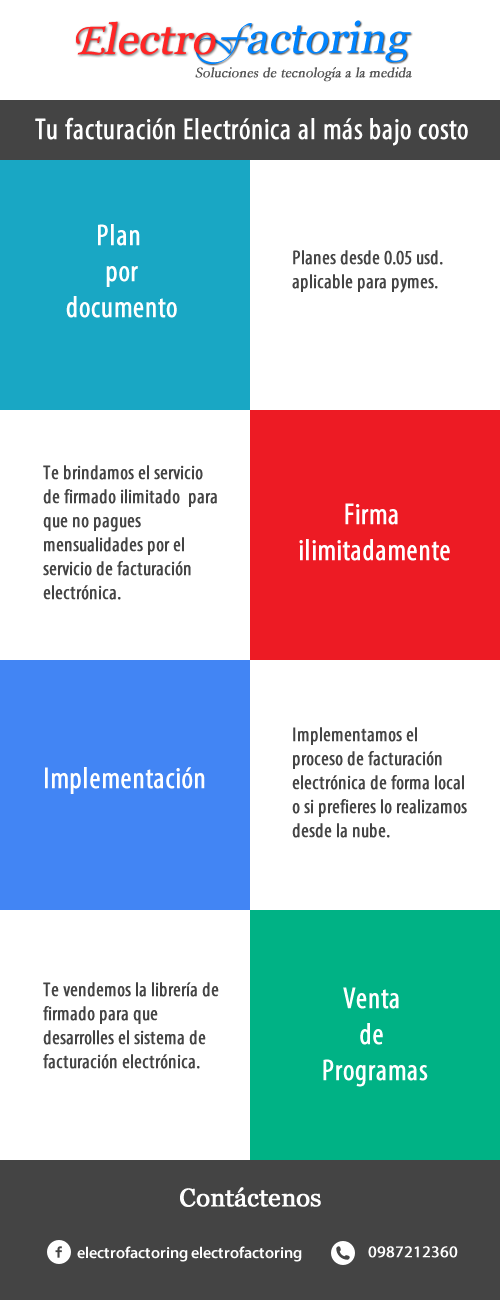 Electrofactoring
Soluciones de tecnología a la medida
Tu facturación Electrónica al más bajo costo
Plan
por
documento
Planes desde 0.05 usd.
aplicable para pymes.
Te brindamos el servicio
de firmado ilimitado  para
que no pagues
mensualidades por el
servicio de facturación
electrónica.
Firma
ilimitadamente
Implementación
Implementamos el
proceso de facturación
electrónica de forma local
o si prefieres lo realizamos
desde la nube.
Te vendemos la librería de
firmado para que
desarrolles el sistema de
facturación electrónica.
Venta
de
Programas
Contáctenos
electrofactoring electrofactoring
0987212360